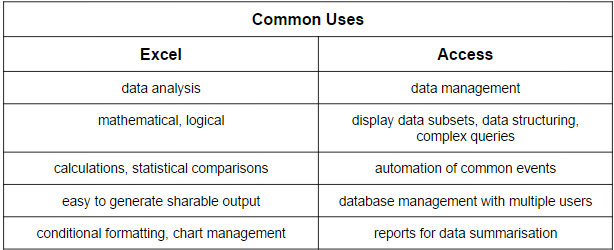 Common Uses
Excel
Access
data analysis
data management
mathematical, logical
display data subsets, data structuring,
complex queries
calculations, statistical comparisons
automation of common events
easy to generate sharable output
database management with multiple users
conditional formatting, chart management
reports for data summarisation